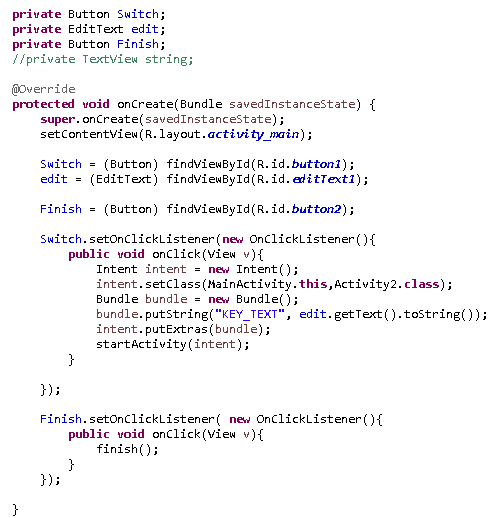 private Button Switch;
private EditText edit;
private Button Finish;
//private TextView string;
@Override
protected void onCreate(Bundle savedInstanceState) {
super.onCreate(savedInstanceState);
setContentView(R.layout.activity_main);
Switch = (Button) findViewById(R.id.button1);
edit = (EditText) findViewById(R.id.editText1);
Finish = (Button) findViewById(R.id.button2);
Switch.setOnClickListener(new OnClickListener(){
public void onClick(View v){
Intent intent = new Intent();
intent.setClass(MainActivity.this,Activity2.class);
Bundle bundle = new Bundle();
bundle.putString("KEY_TEXT", edit.getText().toString());
intent.putExtras(bundle);
startActivity(intent);
}
});
Finish.setOnClickListener( new OnClickListener(){
public void onClick(View v){
finish();
}
});
}